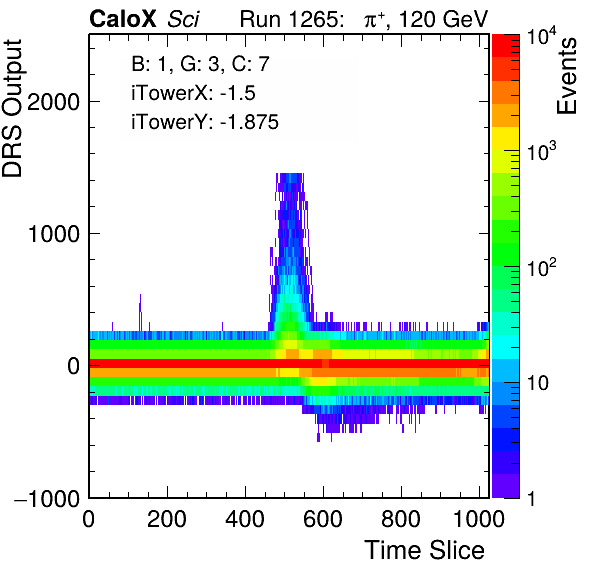 CaloX Sci Run 1265: π⁺, 120 GeV
B: 1, G: 3, C: 7
iTowerX: -1.5
iTowerY: -1.875
DRS Output
2000
1000
0
−1000
0 200 400 600 800 1000
Time Slice
Events
10⁴
10³
10²
10
1